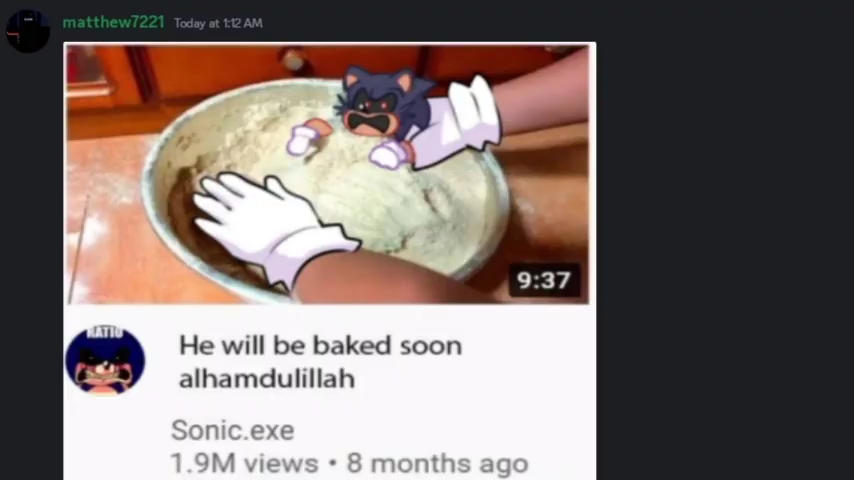 matthew7221 Today at 1:12 AM
9:37
RATIO
He will be baked soon
alhamdulillah
Sonic.exe
1.9M views • 8 months ago